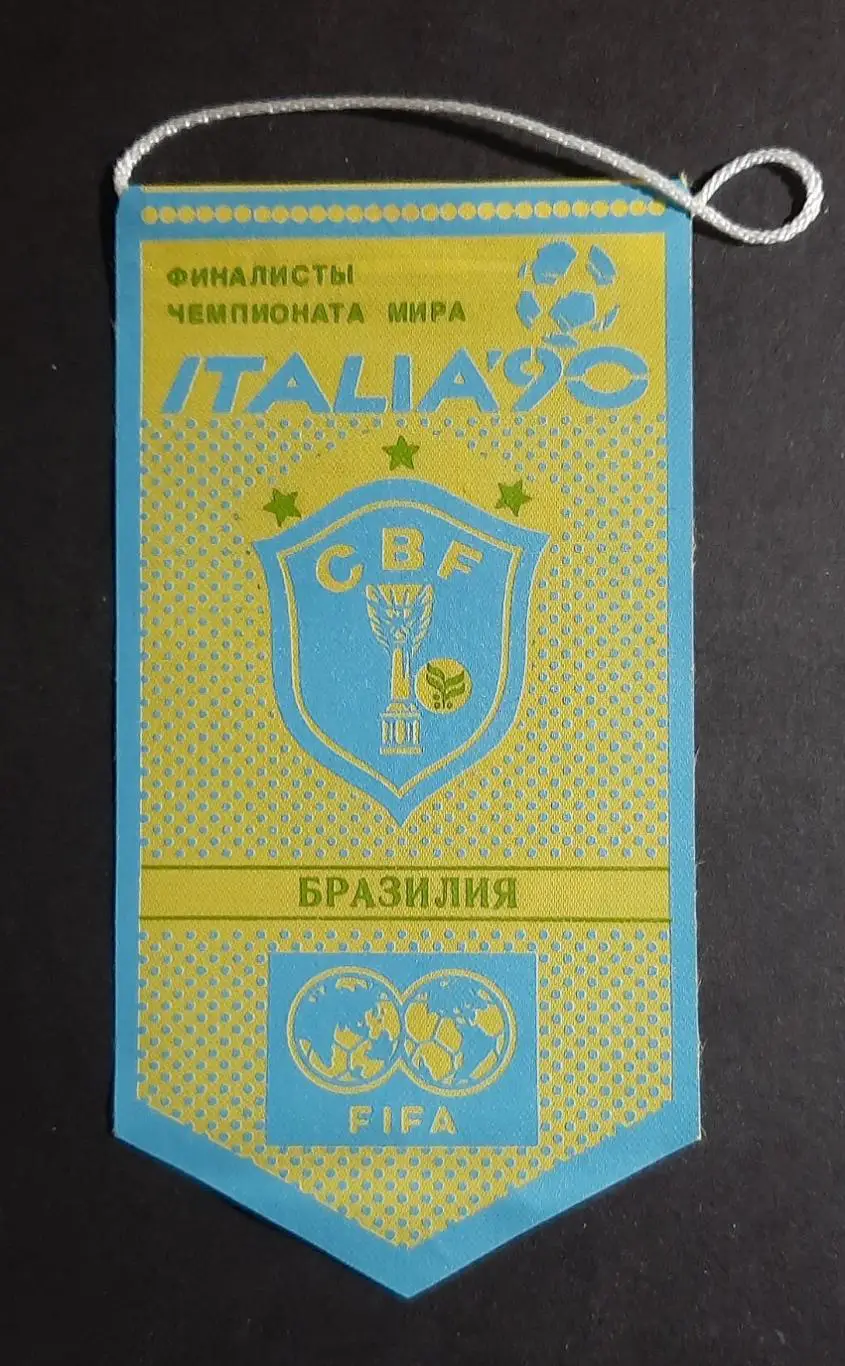 ФИНАЛИСТЫ
ЧЕМПИОНАТА МИРА
ITALIA'90
CBF
БРАЗИЛИЯ
FIFA